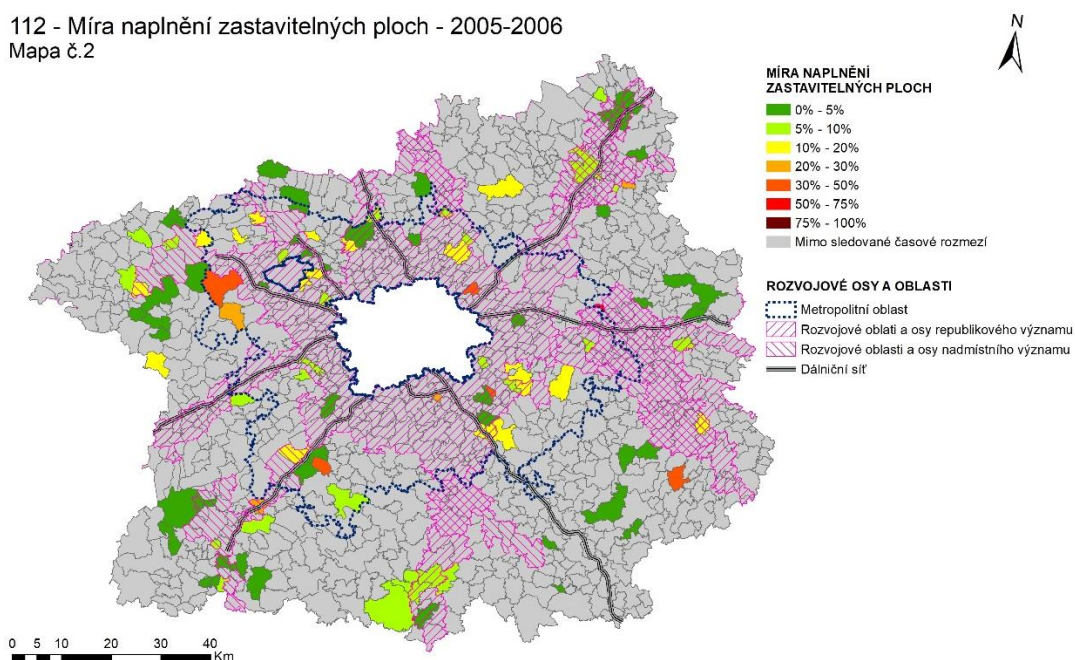 112 - Míra naplnění zastavitelných ploch - 2005-2006
Mapa č.2
N
MÍRA NAPLNĚNÍ
ZASTAVITELNÝCH PLOCH
0% - 5%
5% - 10%
10% - 20%
20% - 30%
30% - 50%
50% - 75%
75% - 100%
Mimo sledované časové rozmezí
ROZVOJOVÉ OSY A OBLASTI
Metropolitní oblast
Rozvojové oblati a osy republikového významu
Rozvojové oblasti a osy nadmístního významu
Dálniční síť
0 5 10 20 30 40
Km